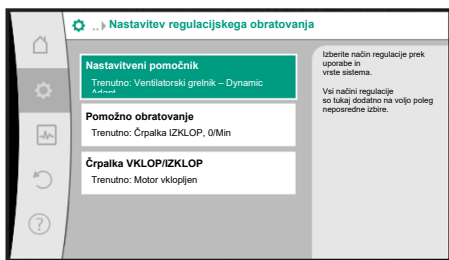 .. Nastavitev regulacijskega obratovanja
Nastavitveni pomočnik
Trenutno: Ventilatorski grelnik – Dynamic
Adapt
Pomožno obratovanje
Trenutno: Črpalka IZKLOP, 0/Min
Črpalka VKLOP/IZKLOP
Trenutno: Motor vklopljen
Izberite način regulacije prek
uporabe in
vrste sistema.
Vsi načini regulacije
so tukaj dodatno na voljo poleg
neposredne izbire.
?